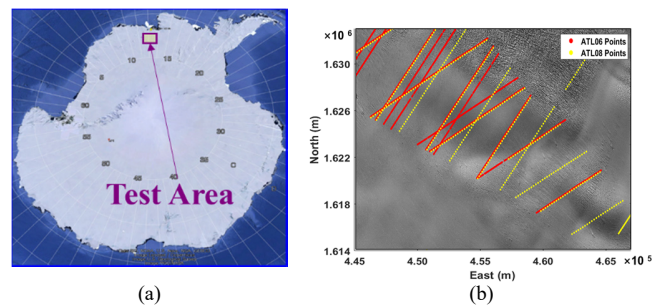 Test Area
(a)
× 10⁶
ATL06 Points
ATL08 Points
1.630
1.626
1.622
1.618
1.614
North (m)
4.45
4.50
4.55
4.60
4.65
× 10⁵
East (m)
(b)